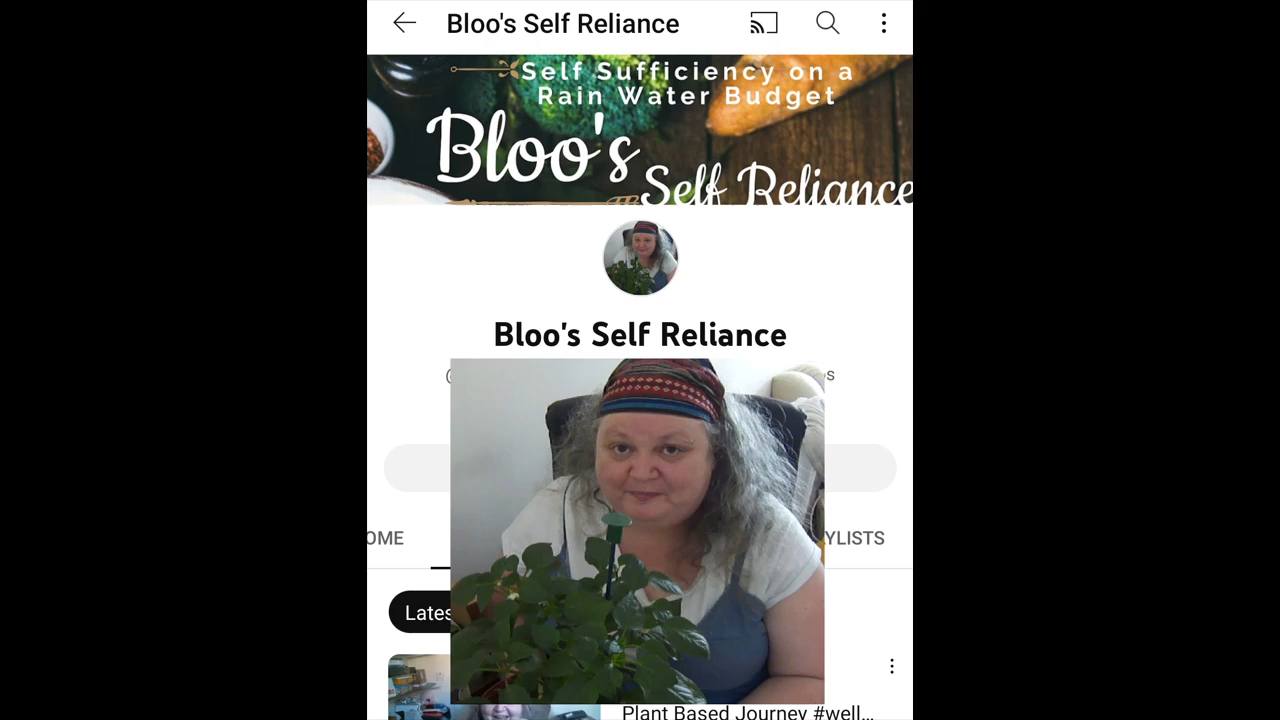 Bloo's Self Reliance
Self Sufficiency on a
Rain Water Budget
Bloo's
Self Reliance
Bloo's Self Reliance
OME
YLISTS
Lates
Plant Based Journey #well...